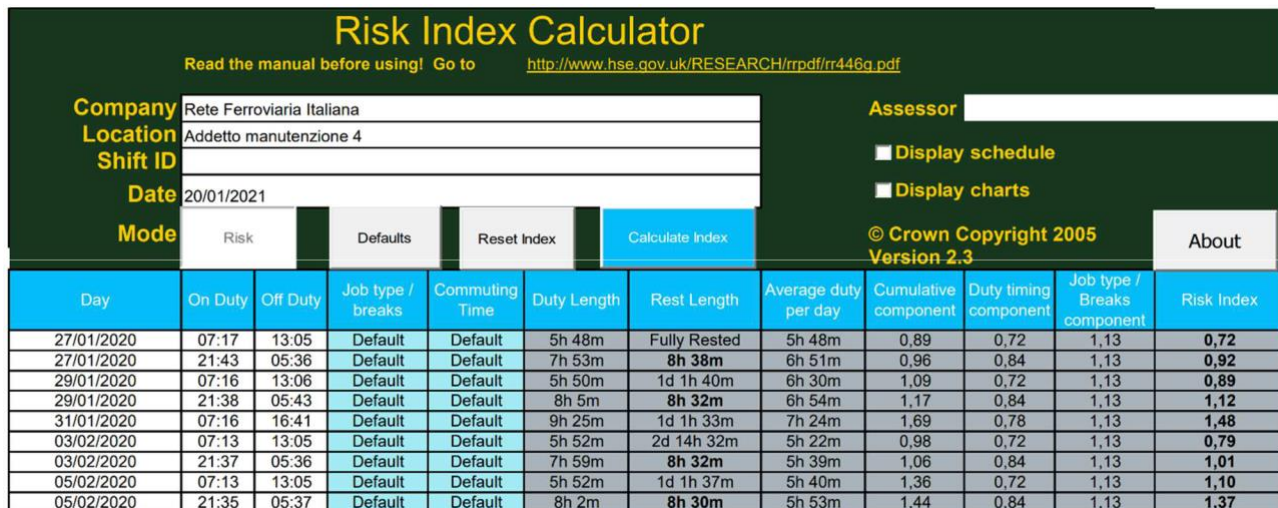 Risk Index Calculator
Read the manual before using! Go to http://www.hse.gov.uk/RESEARCH/rrpdf/rr446g.pdf
Company Rete Ferroviaria Italiana Assessor
Location Addetto manutenzione 4
Shift ID Display schedule
Date 20/01/2021 Display charts
Mode Risk Defaults Reset Index Calculate Index © Crown Copyright 2005 About
Version 2.3
Day On Duty Off Duty Job type / breaks Commuting Time Duty Length Rest Length Average duty per day Cumulative component Duty timing component Job type / Breaks component Risk Index
27/01/2020 07:17 13:05 Default Default 5h 48m Fully Rested 5h 48m 0,89 0,72 1,13 0,72
27/01/2020 21:43 05:36 Default Default 7h 53m 8h 38m 6h 51m 0,96 0,84 1,13 0,92
29/01/2020 07:16 13:06 Default Default 5h 50m 1d 1h 40m 6h 30m 1,09 0,72 1,13 0,89
29/01/2020 21:38 05:43 Default Default 8h 5m 8h 32m 6h 54m 1,17 0,84 1,13 1,12
31/01/2020 07:16 16:41 Default Default 9h 25m 1d 1h 33m 7h 24m 1,69 0,78 1,13 1,48
03/02/2020 07:13 13:05 Default Default 5h 52m 2d 14h 32m 5h 22m 0,98 0,72 1,13 0,79
03/02/2020 21:37 05:36 Default Default 7h 59m 8h 32m 5h 39m 1,06 0,84 1,13 1,01
05/02/2020 07:13 13:05 Default Default 5h 52m 1d 1h 37m 5h 40m 1,36 0,72 1,13 1,10
05/02/2020 21:35 05:37 Default Default 8h 2m 8h 30m 5h 53m 1,44 0,84 1,13 1,37